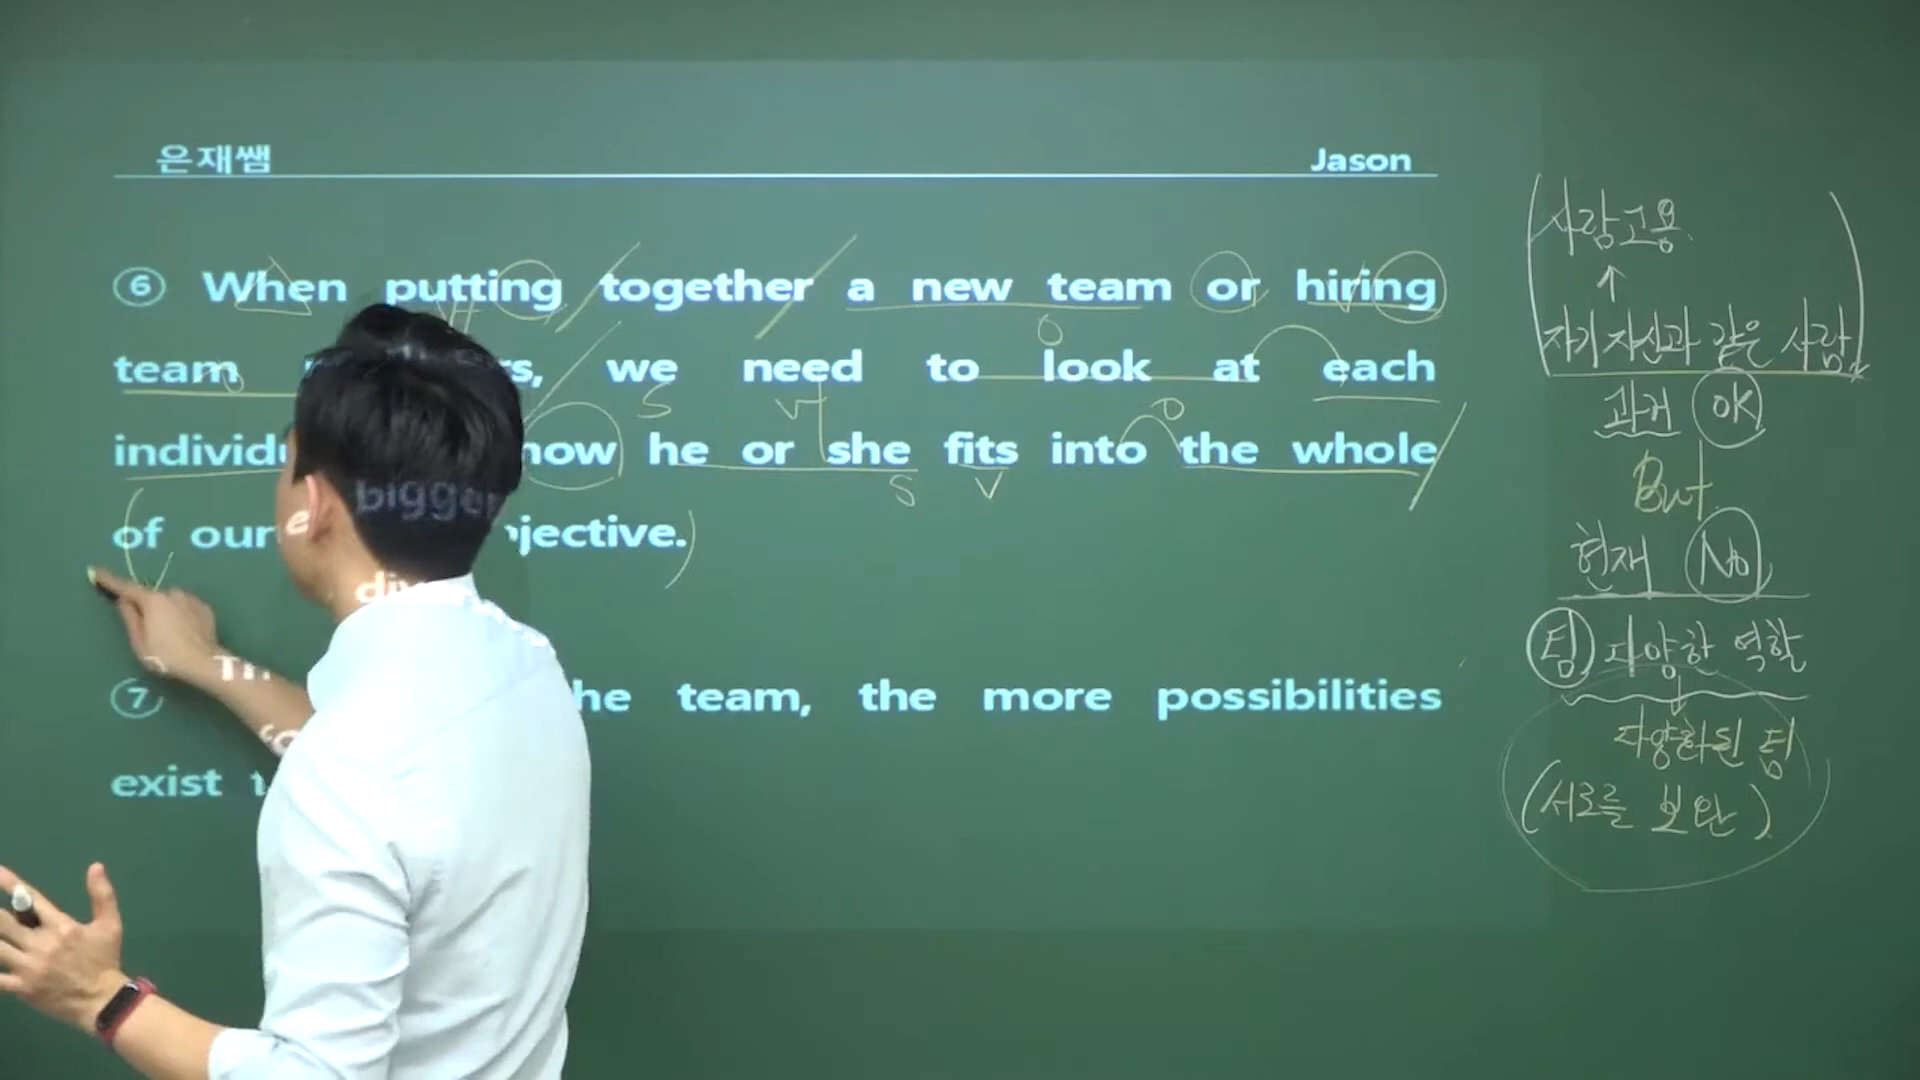 은재쌤 Jason
⑥ When putting together a new team or hiring
team we need to look at each
how he or she fits into the whole
of our bigger
⑦ team, the more possibilities
exist
사람고용
↑
자기 자신과 같은 사람
과거 OK
But
현재 No
팀 다양한 역할
다양화된 팀
(서로를 보완)
O
O S V O
S V